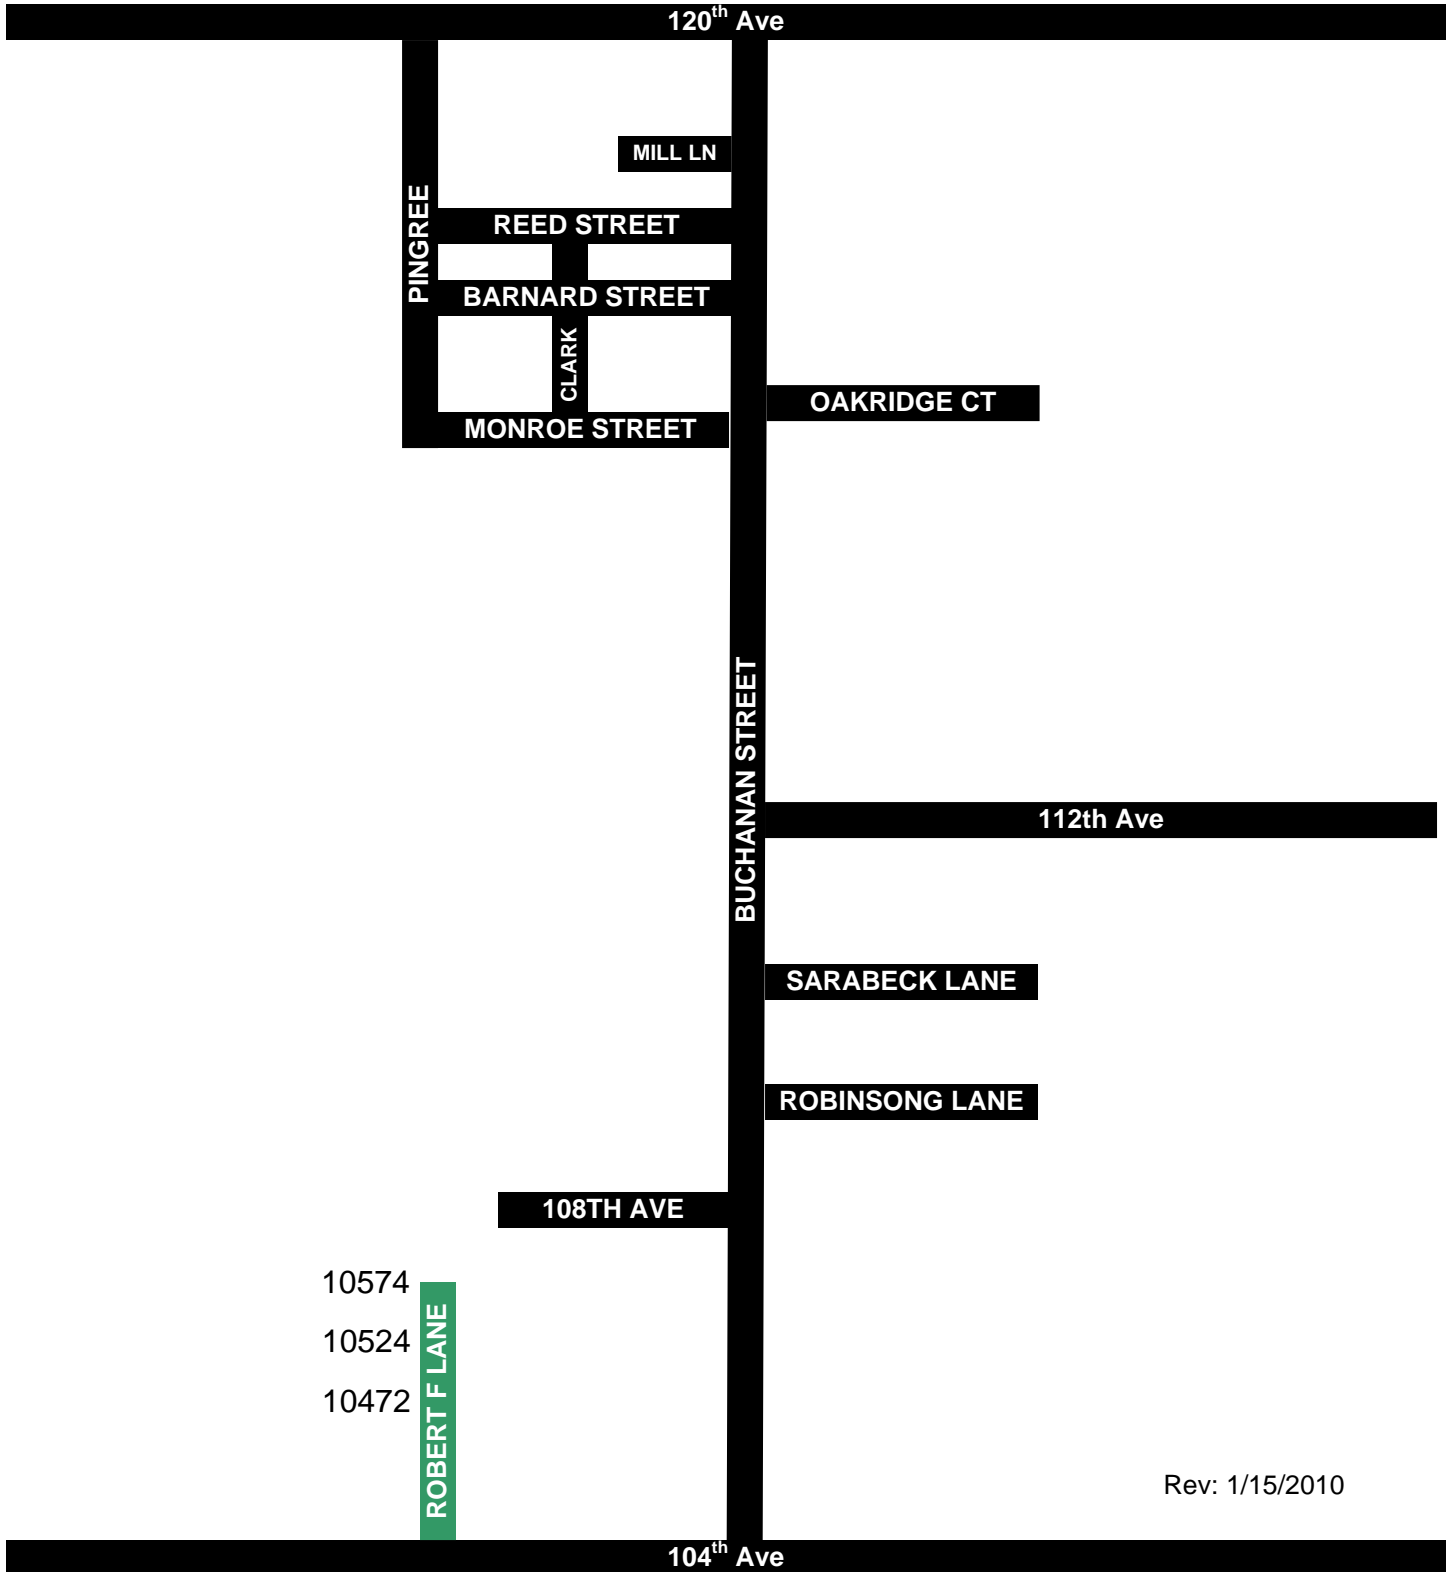 120th Ave
MILL LN
PINGREE
REED STREET
BARNARD STREET
CLARK
OAKRIDGE CT
MONROE STREET
BUCHANAN STREET
112th Ave
SARABECK LANE
ROBINSONG LANE
108TH AVE
10574
10524
10472
ROBERT F LANE
Rev: 1/15/2010
104th Ave